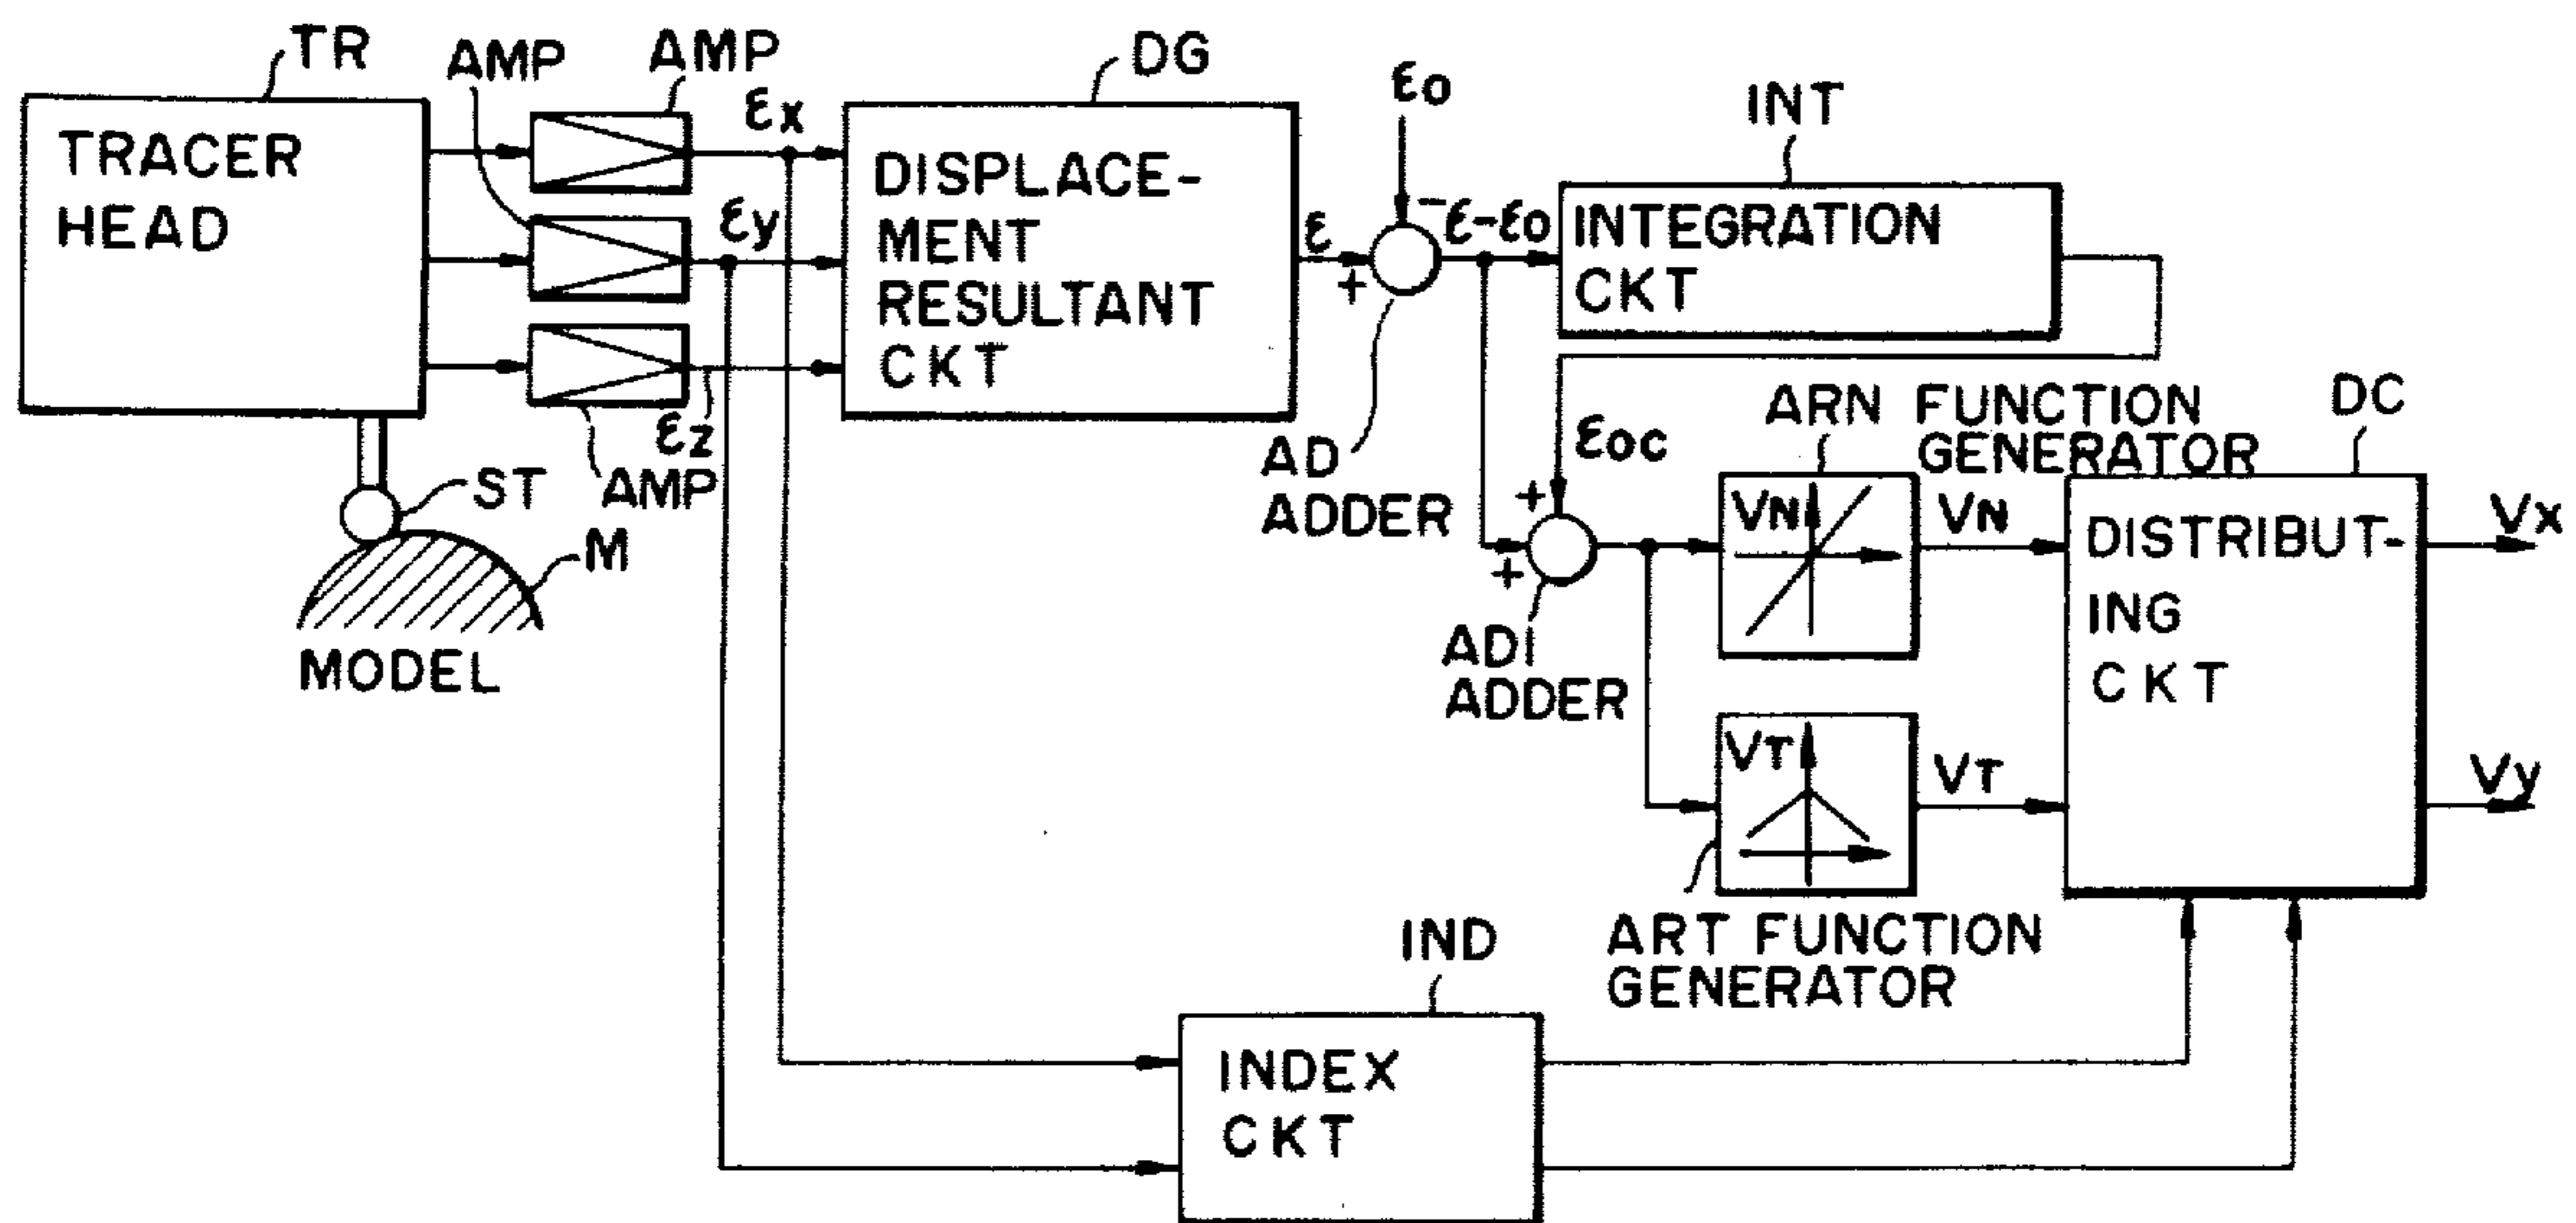 TR
AMP
AMP
DG
εo
INT
TRACER
HEAD
εx
εy
εz
AMP
ST
M
MODEL
DISPLACE-
MENT
RESULTANT
CKT
ε
+
-
ε-εo
INTEGRATION
CKT
AD
ADDER
εoc
+
+
AD1
ADDER
ARN FUNCTION
GENERATOR
VN
VN
DC
DISTRIBUT-
ING
CKT
Vx
Vy
VT
VT
ART FUNCTION
GENERATOR
IND
INDEX
CKT